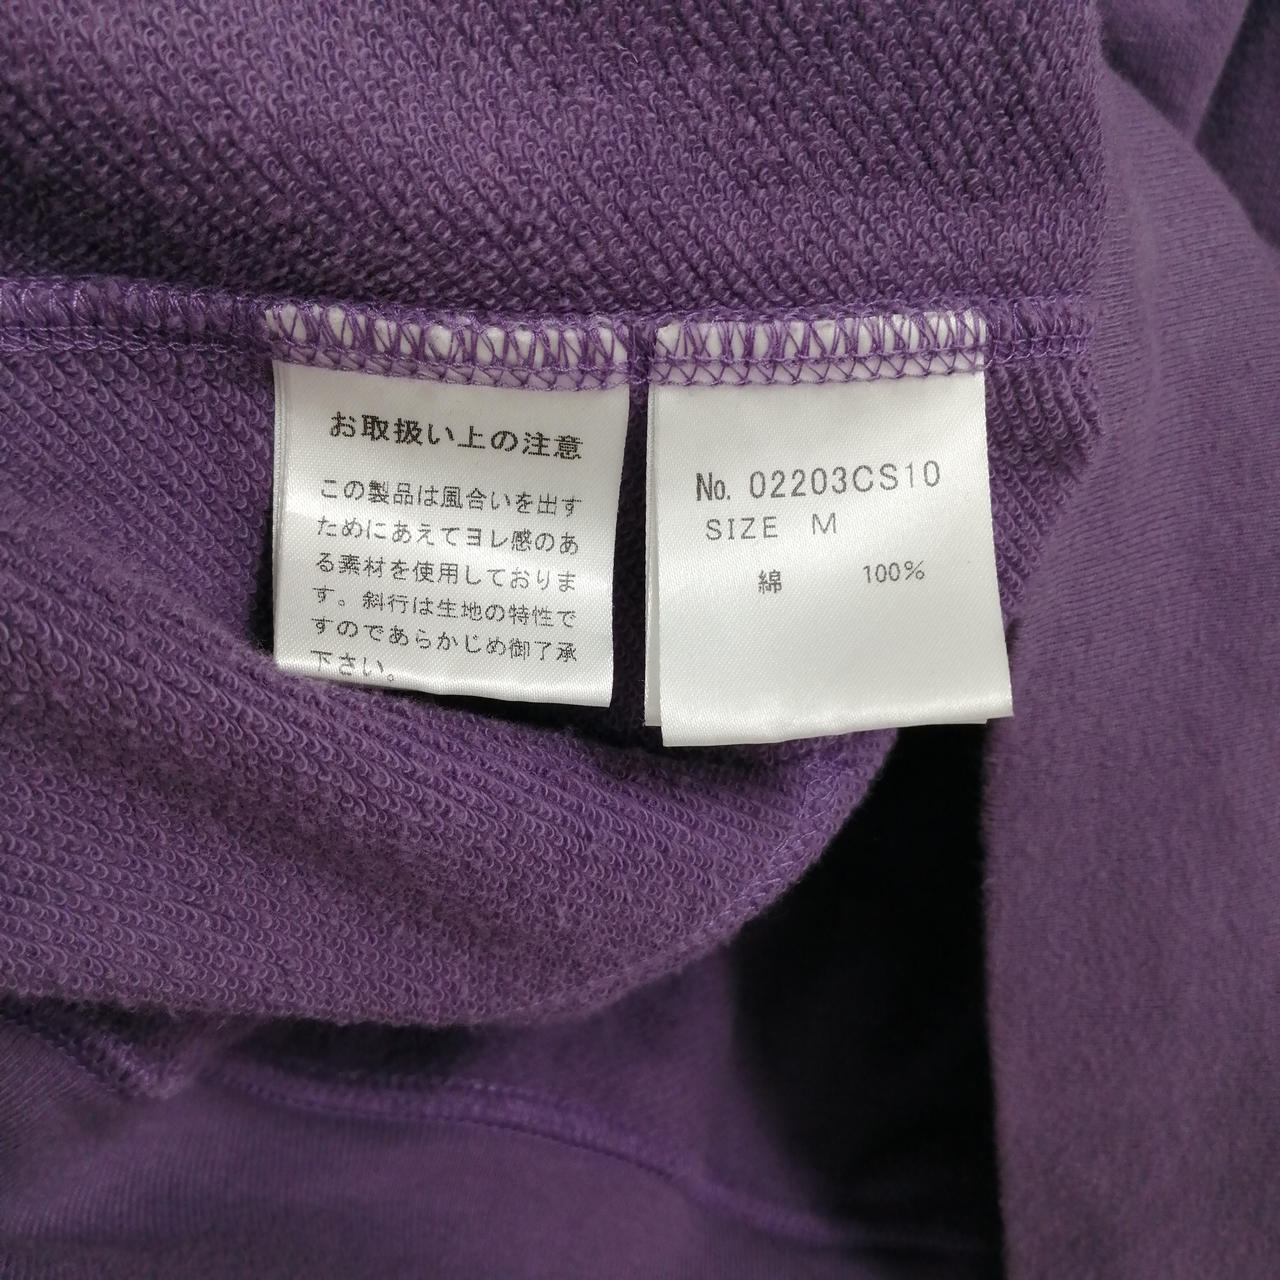 お取扱い上の注意
この製品は風合いを出す
ためにあえてヨレ感のあ
る素材を使用しておりま
す。斜行は生地の特性で
すのであらかじめ御了承
下さい。
№ 02203CS10
SIZE M
綿 100%